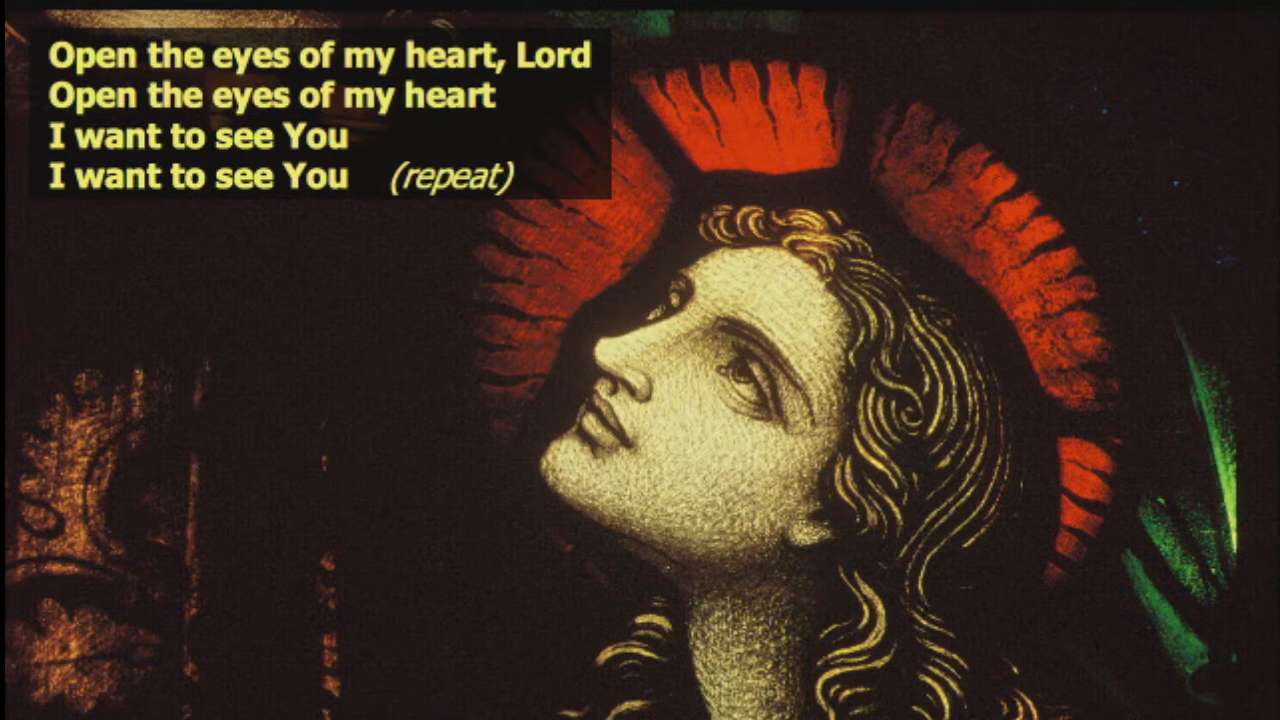 Open the eyes of my heart, Lord
Open the eyes of my heart
I want to see You
I want to see You (repeat)